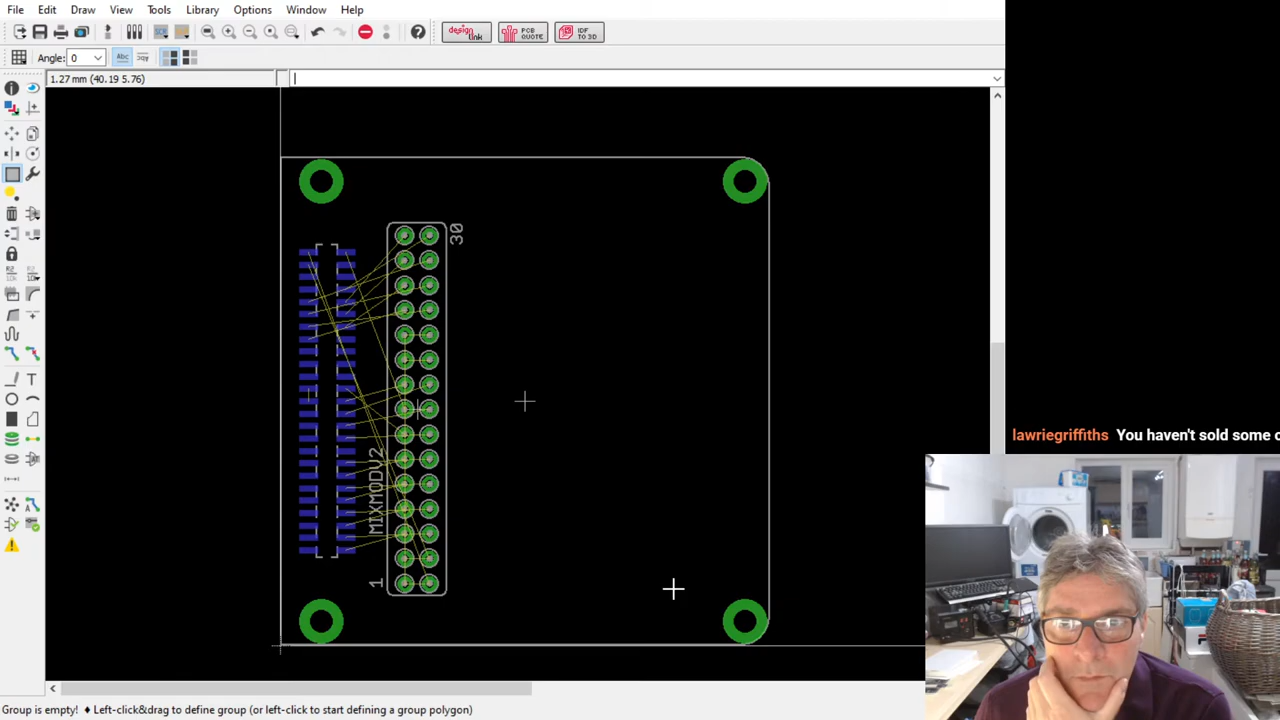 File Edit Draw View Tools Library Options Window Help
design link PCB QUOTE IDF TO 3D
Angle: 0 Abc
1.27 mm (40.19 5.76)
30
MIXMODV2
1
lawriegriffiths You haven't sold some
Group is empty! ♦ Left-click&drag to define group (or left-click to start defining a group polygon)